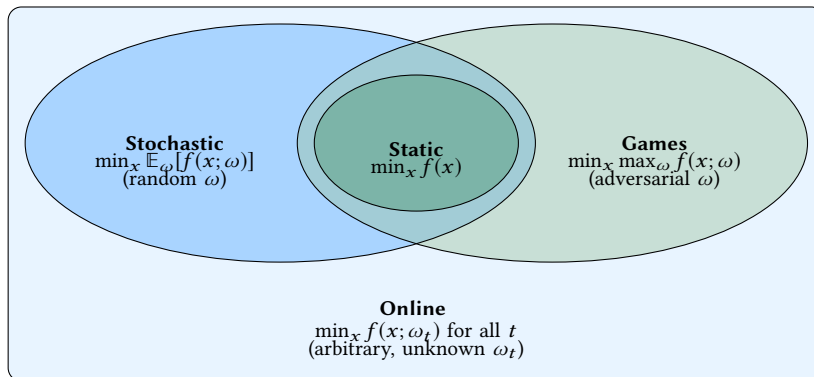 Stochastic
min_x 𝔼_ω[f(x; ω)]
(random ω)
Static
min_x f(x)
Games
min_x max_ω f(x; ω)
(adversarial ω)
Online
min_x f(x; ω_t) for all t
(arbitrary, unknown ω_t)